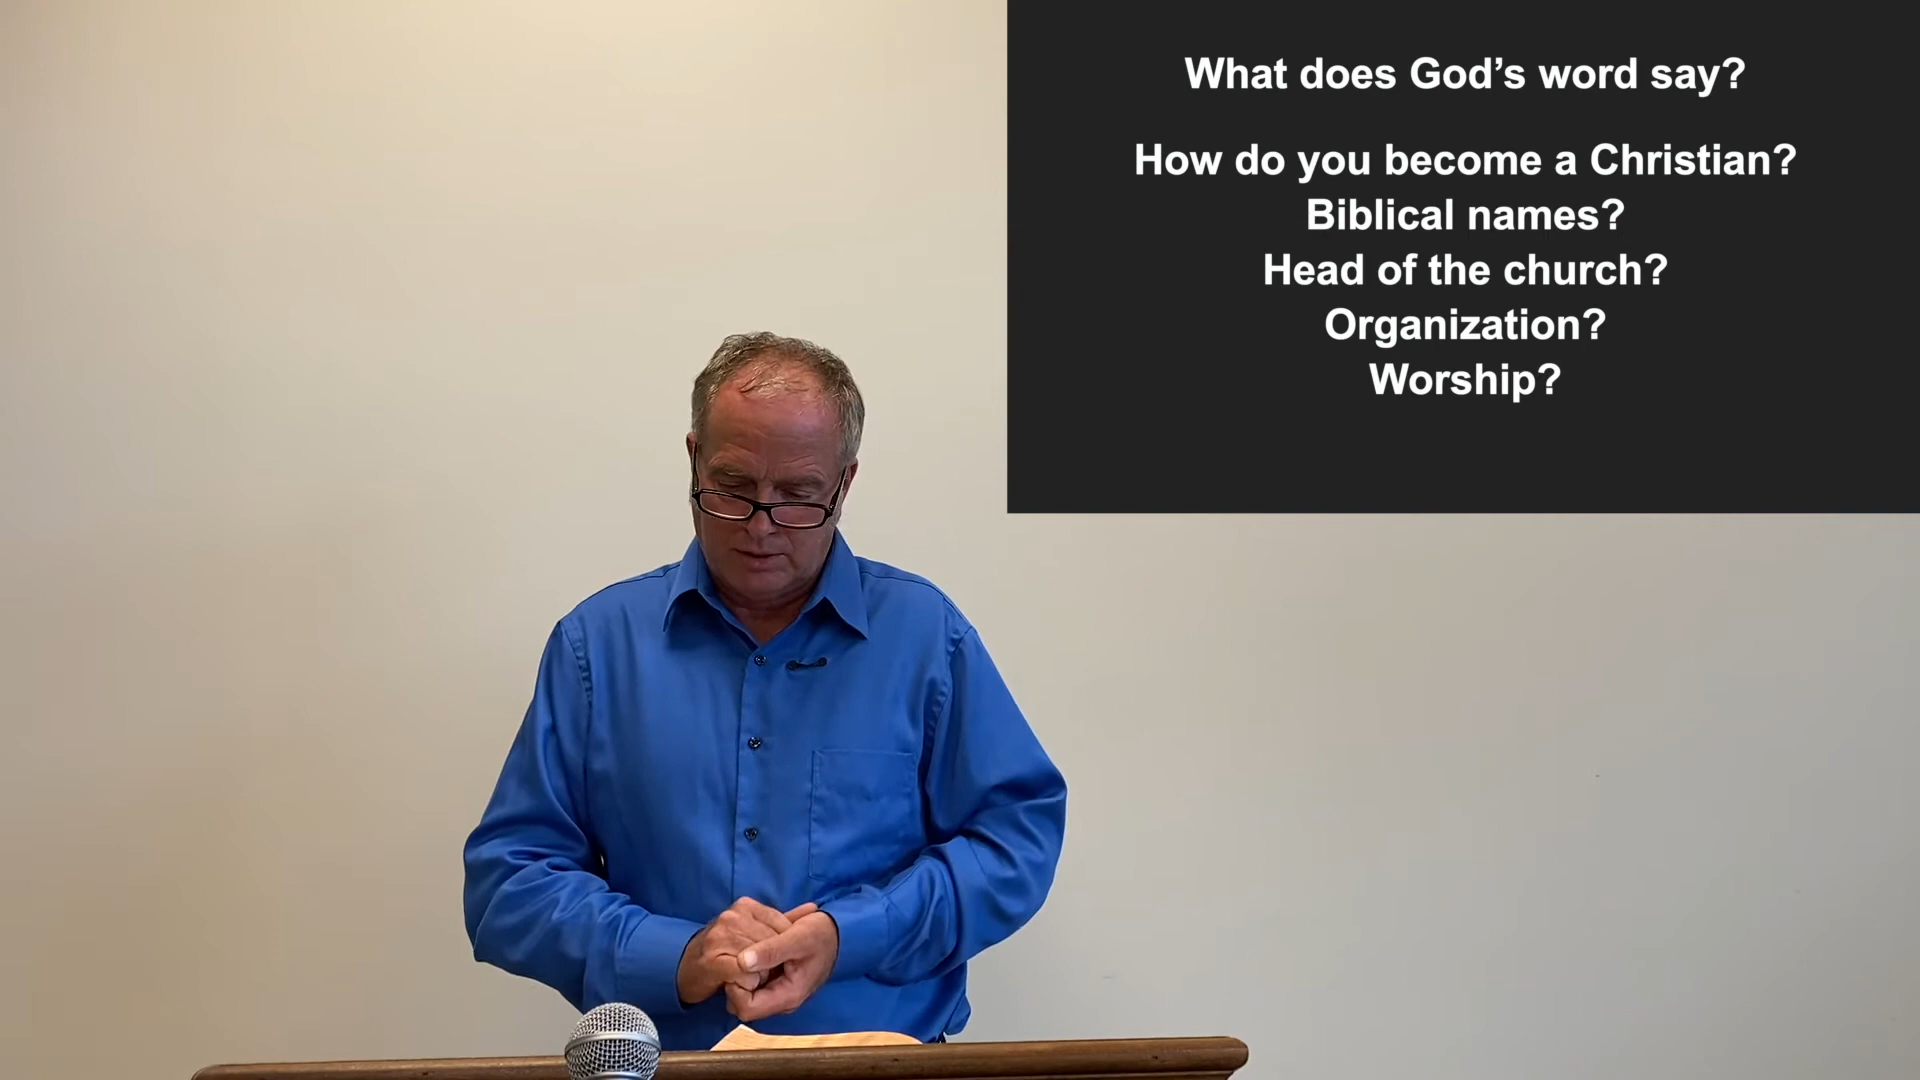 What does God’s word say?
How do you become a Christian?
Biblical names?
Head of the church?
Organization?
Worship?